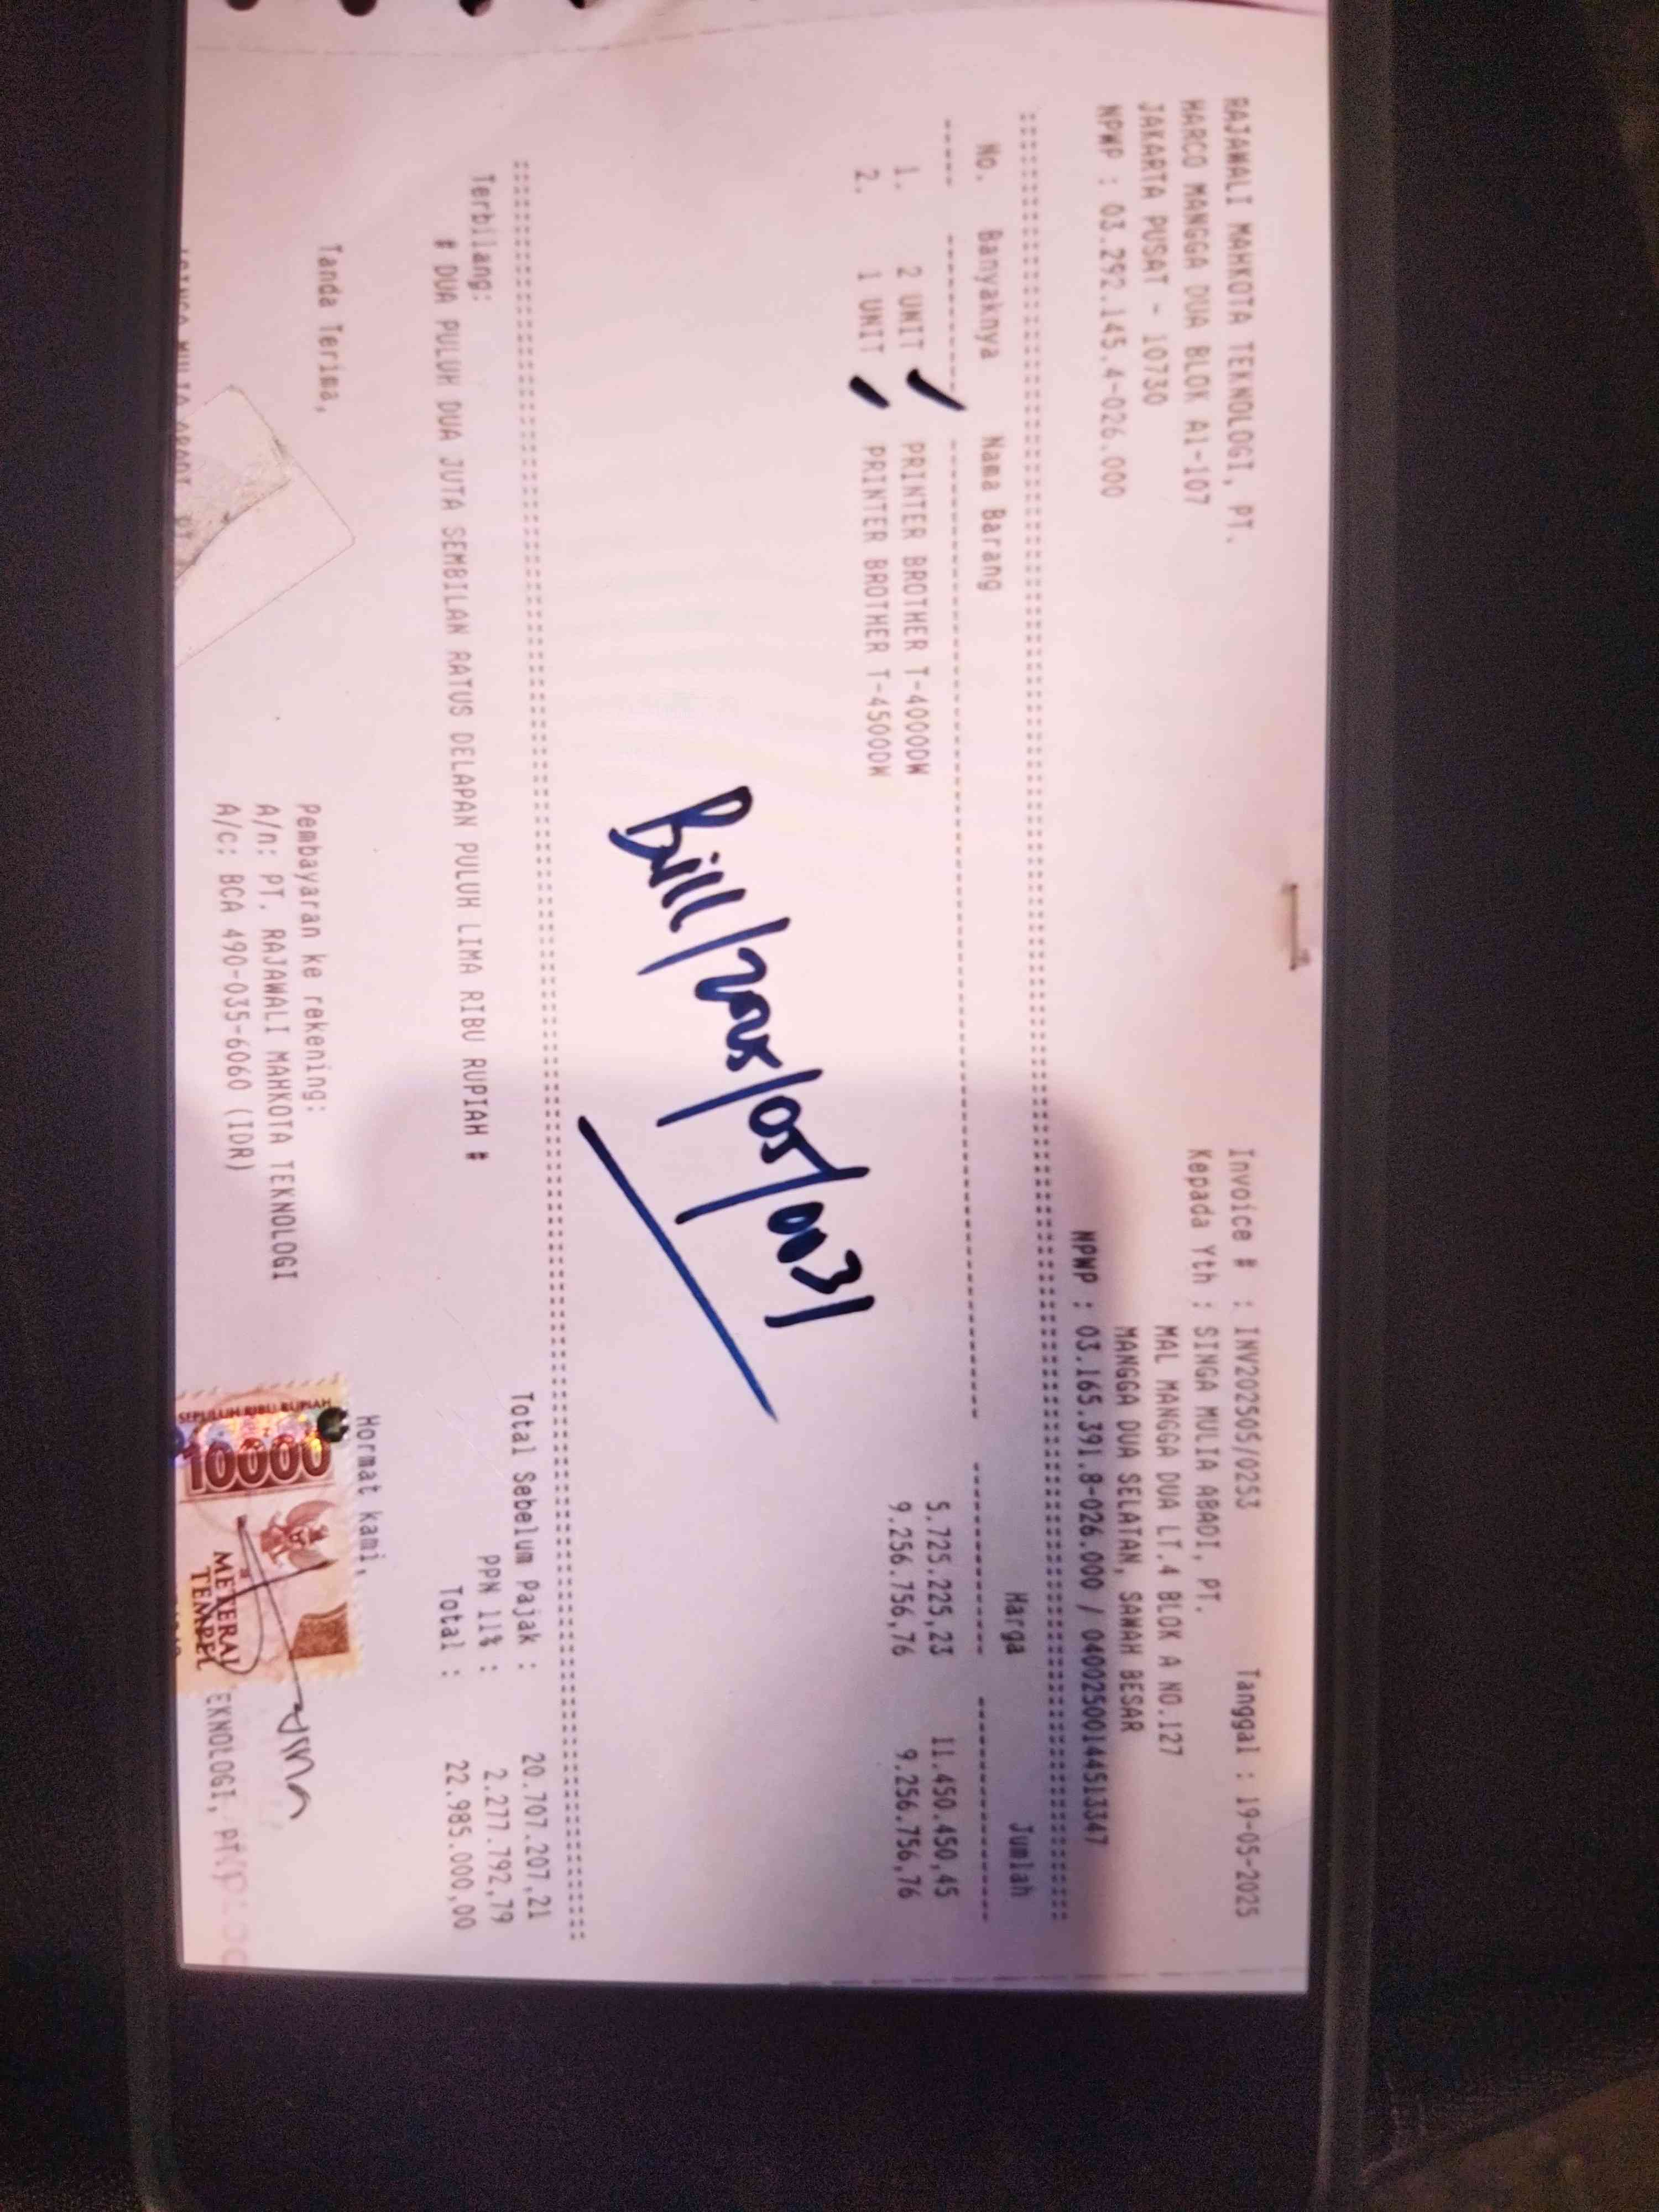 RAJAWALI MAHKOTA TEKNOLOGI, PT.
MARCO MANGGA DUA BLOK A1-107
JAKARTA PUSAT - 10730
NPWP : 03.292.145.4-026.000
Invoice # : INV202505/0253 Tanggal : 19-05-2025
Kepada Yth : SINGA MULIA ABADI, PT.
MAL MANGGA DUA LT.4 BLOK A NO.127
MANGGA DUA SELATAN, SAWAH BESAR
NPWP : 03.165.391.8-026.000 / 04002500144513347
No. Banyaknya Nama Barang Harga Jumlah
1. 2 UNIT PRINTER BROTHER T-4000DW 5.725.225,23 11.450.450,45
2. 1 UNIT PRINTER BROTHER T-4500DW 9.256.756,76 9.256.756,76
Bill/2025/05/0031
Total Sebelum Pajak : 20.707.207,21
PPN 11% : 2.277.792,79
Total : 22.985.000,00
Terbilang:
# DUA PULUH DUA JUTA SEMBILAN RATUS DELAPAN PULUH LIMA RIBU RUPIAH #
Tanda Terima,
Pembayaran ke rekening:
A/n: PT. RAJAWALI MAHKOTA TEKNOLOGI
A/c: BCA 490-035-6060 (IDR)
Hormat kami,
SEPULUH RIBU RUPIAH
10000
METERAI
TEMPEL
EKNOLOGI, PT